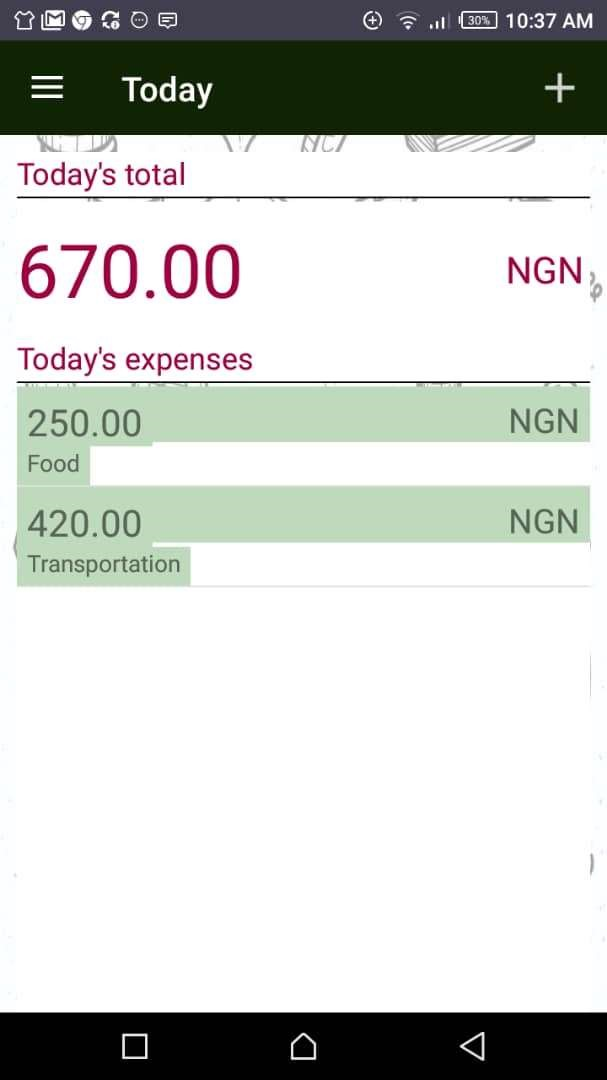 30% 10:37 AM
Today
Today's total
670.00 NGN
Today's expenses
250.00 NGN
Food
420.00 NGN
Transportation